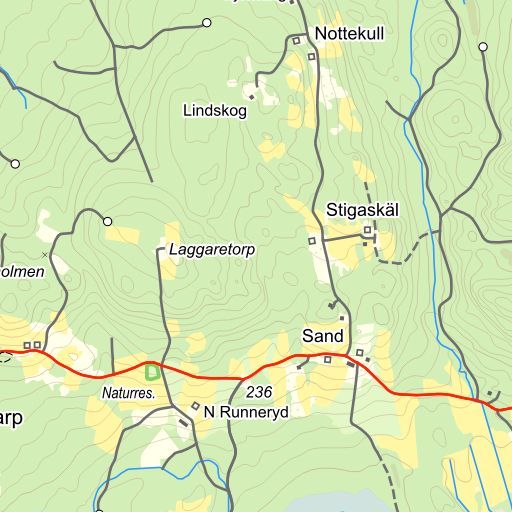 Nottekull
Lindskog
Stigaskäl
Laggaretorp
olmen
Sand
Naturres.
236
N Runneryd
arp